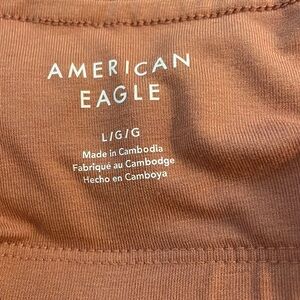 AMERICAN
EAGLE
L/G/G
Made in Cambodia
Fabriqué au Cambodge
Hecho en Camboya